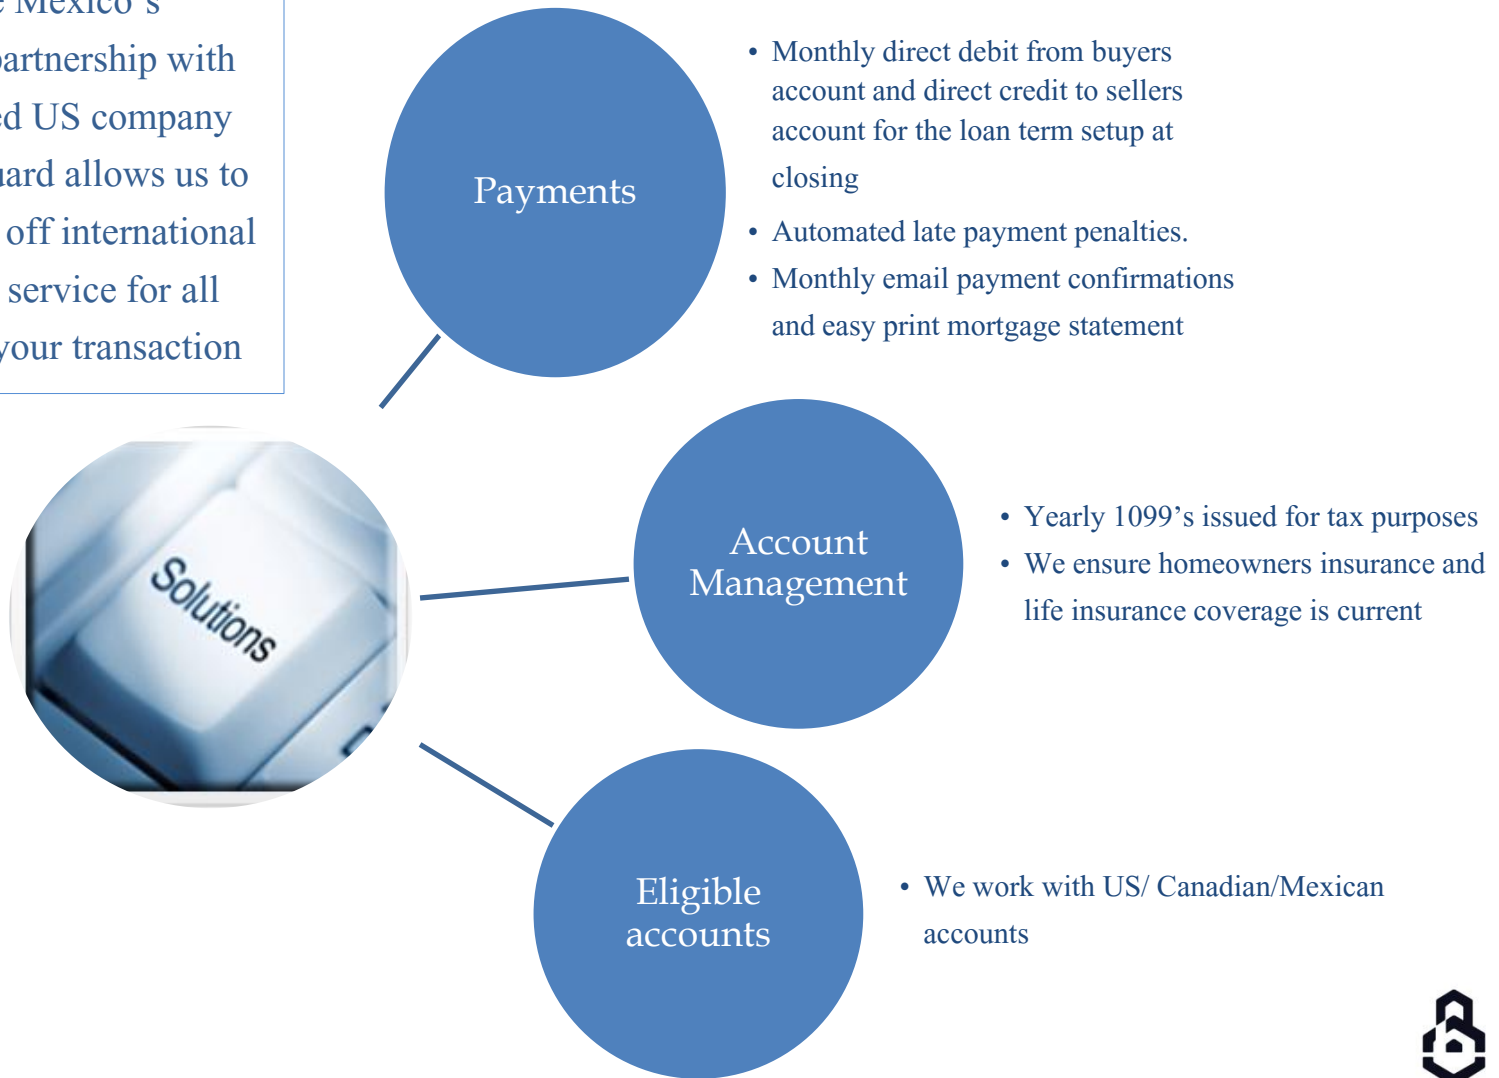 Mexico's
partnership with
US company
allows us to
off international
service for all
your transaction
Payments
• Monthly direct debit from buyers
account and direct credit to sellers
account for the loan term setup at
closing
• Automated late payment penalties.
• Monthly email payment confirmations
and easy print mortgage statement
Solutions
Account
Management
• Yearly 1099's issued for tax purposes
• We ensure homeowners insurance and
life insurance coverage is current
Eligible
accounts
• We work with US/ Canadian/Mexican
accounts